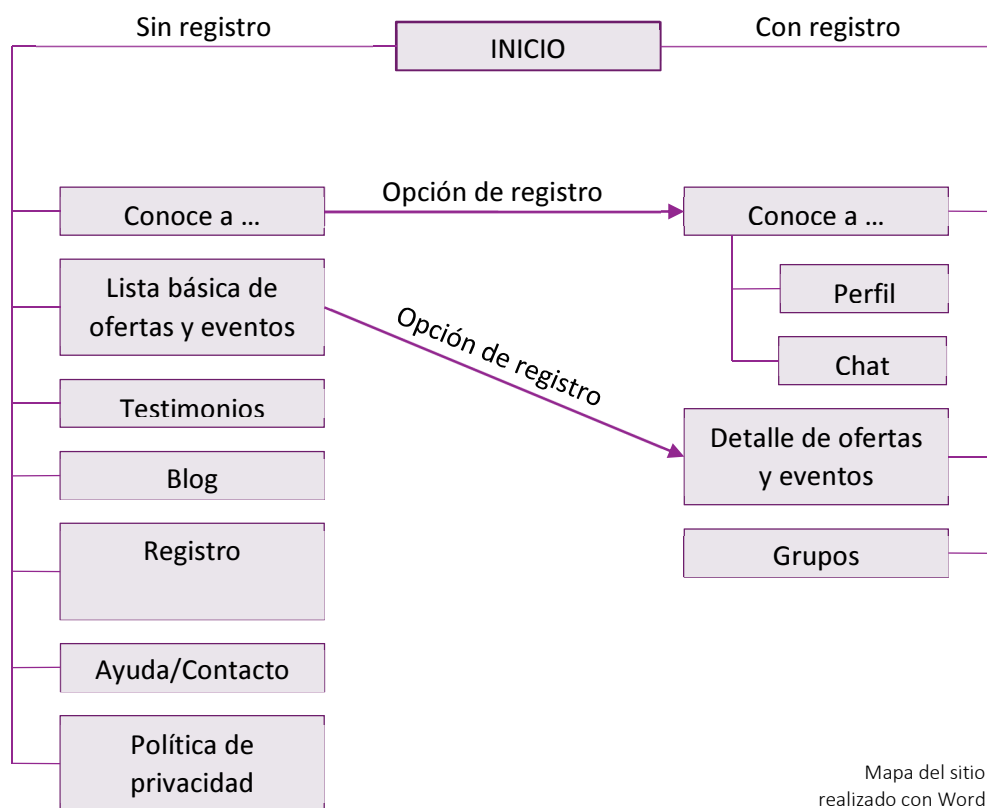 Sin registro
INICIO
Con registro
Conoce a ...
Opción de registro
Conoce a ...
Lista básica de
ofertas y eventos
Opción de registro
Perfil
Chat
Testimonios
Detalle de ofertas
y eventos
Blog
Registro
Grupos
Ayuda/Contacto
Política de
privacidad
Mapa del sitio
realizado con Word